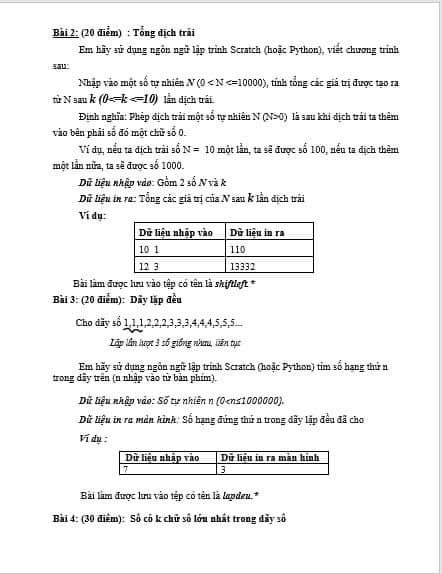 Bài 2: (20 điểm) : Tổng dịch trái
Em hãy sử dụng ngôn ngữ lập trình Scratch (hoặc Python), viết chương trình
sau:
Nhập vào một số tự nhiên N (0 < N <=10000), tính tổng các giá trị được tạo ra
từ N sau k (0<=k <=10) lần dịch trái.
Định nghĩa: Phép dịch trái một số tự nhiên N (N>0) là sau khi dịch trái ta thêm
vào bên phải số đó một chữ số 0.
Ví dụ, nếu ta dịch trái số N = 10 một lần, ta sẽ được số 100, nếu ta dịch thêm
một lần nữa, ta sẽ được số 1000.
Dữ liệu nhập vào: Gồm 2 số N và k
Dữ liệu in ra: Tổng các giá trị của N sau k lần dịch trái
Ví dụ:
Dữ liệu nhập vào Dữ liệu in ra
10 1 110
12 3 13332
Bài làm được lưu vào tệp có tên là shiftleft.*
Bài 3: (20 điểm): Dãy lặp đều
Cho dãy số 1,1,1,2,2,2,3,3,3,4,4,4,5,5,5...
Lặp lần lượt 3 số giống nhau, liên tục
Em hãy sử dụng ngôn ngữ lập trình Scratch (hoặc Python) tìm số hạng thứ n
trong dãy trên (n nhập vào từ bàn phím).
Dữ liệu nhập vào: Số tự nhiên n (0<n≤1000000).
Dữ liệu in ra màn hình: Số hạng đứng thứ n trong dãy lặp đều đã cho
Ví dụ :
Dữ liệu nhập vào Dữ liệu in ra màn hình
7 3
Bài làm được lưu vào tệp có tên là lapdeu.*
Bài 4: (30 điểm): Số có k chữ số lớn nhất trong dãy số